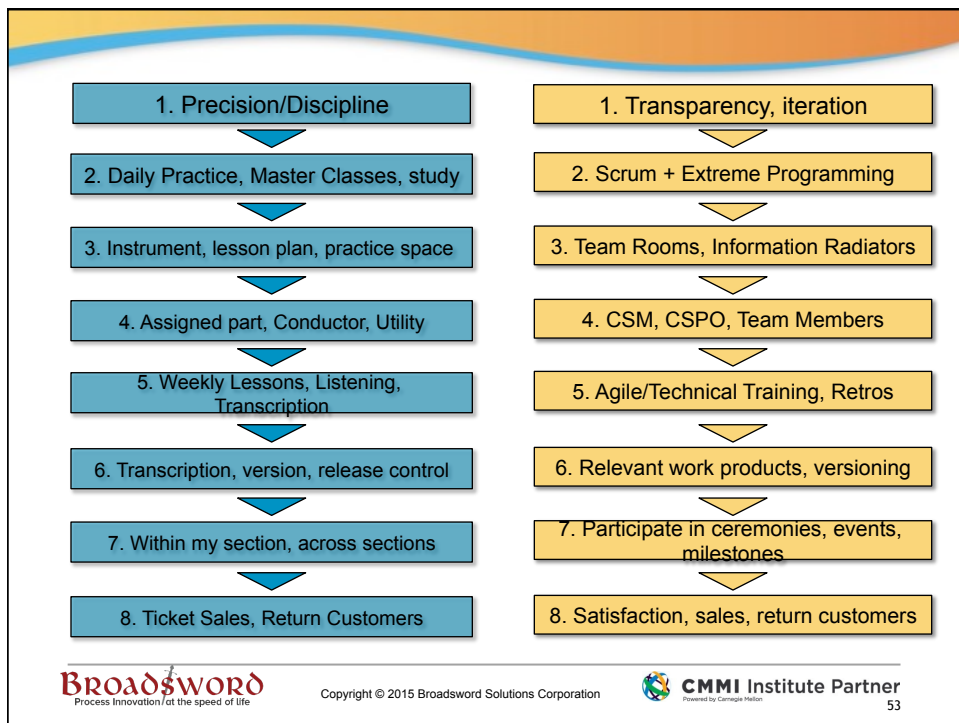 1. Precision/Discipline
2. Daily Practice, Master Classes, study
3. Instrument, lesson plan, practice space
4. Assigned part, Conductor, Utility
5. Weekly Lessons, Listening,
Transcription
6. Transcription, version, release control
7. Within my section, across sections
8. Ticket Sales, Return Customers
1. Transparency, iteration
2. Scrum + Extreme Programming
3. Team Rooms, Information Radiators
4. CSM, CSPO, Team Members
5. Agile/Technical Training, Retros
6. Relevant work products, versioning
7. Participate in ceremonies, events,
milestones
8. Satisfaction, sales, return customers
BROADSWORD
Process Innovation at the speed of life
Copyright © 2015 Broadsword Solutions Corporation
CMMI Institute Partner
Powered by Carnegie Mellon
53